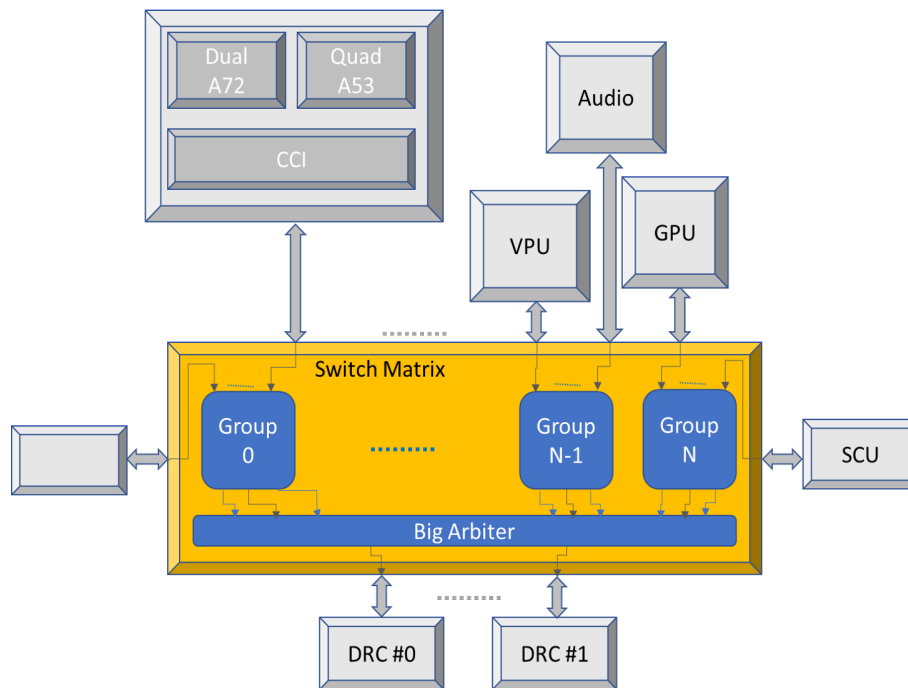 Dual
A72
Quad
A53
CCI
Audio
VPU
GPU
Switch Matrix
Group
0
Group
N-1
Group
N
SCU
Big Arbiter
DRC #0
DRC #1